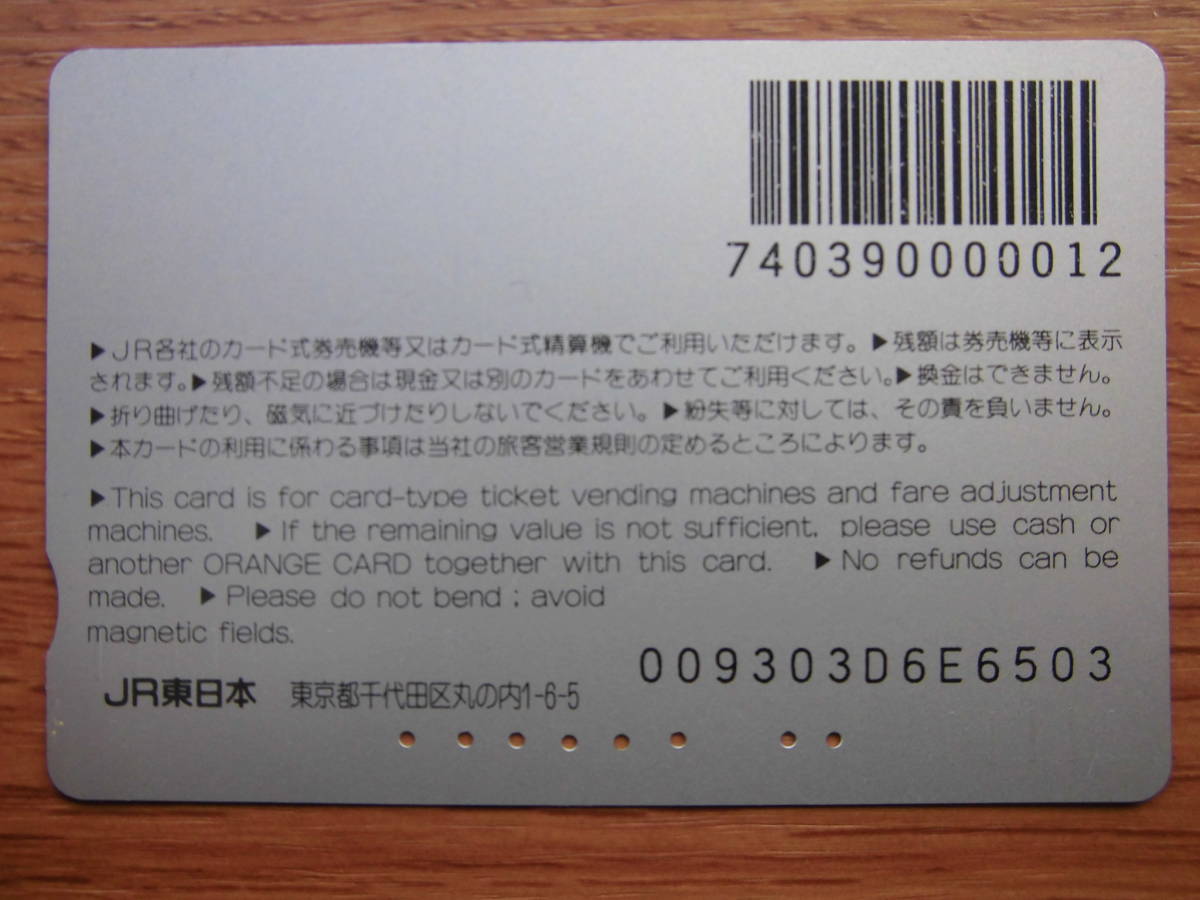 740390000012
▶JR各社のカード式券売機等又はカード式精算機でご利用いただけます。▶残額は券売機等に表示
されます。▶残額不足の場合は現金又は別のカードをあわせてご利用ください。▶換金はできません。
▶折り曲げたり、磁気に近づけたりしないでください。▶紛失等に対しては、その責を負いません。
▶本カードの利用に係わる事項は当社の旅客営業規則の定めるところによります。
▶This card is for card-type ticket vending machines and fare adjustment
machines. ▶If the remaining value is not sufficient, please use cash or
another ORANGE CARD together with this card. ▶No refunds can be
made. ▶Please do not bend; avoid
magnetic fields.
009303D6E6503
JR東日本 東京都千代田区丸の内1-6-5